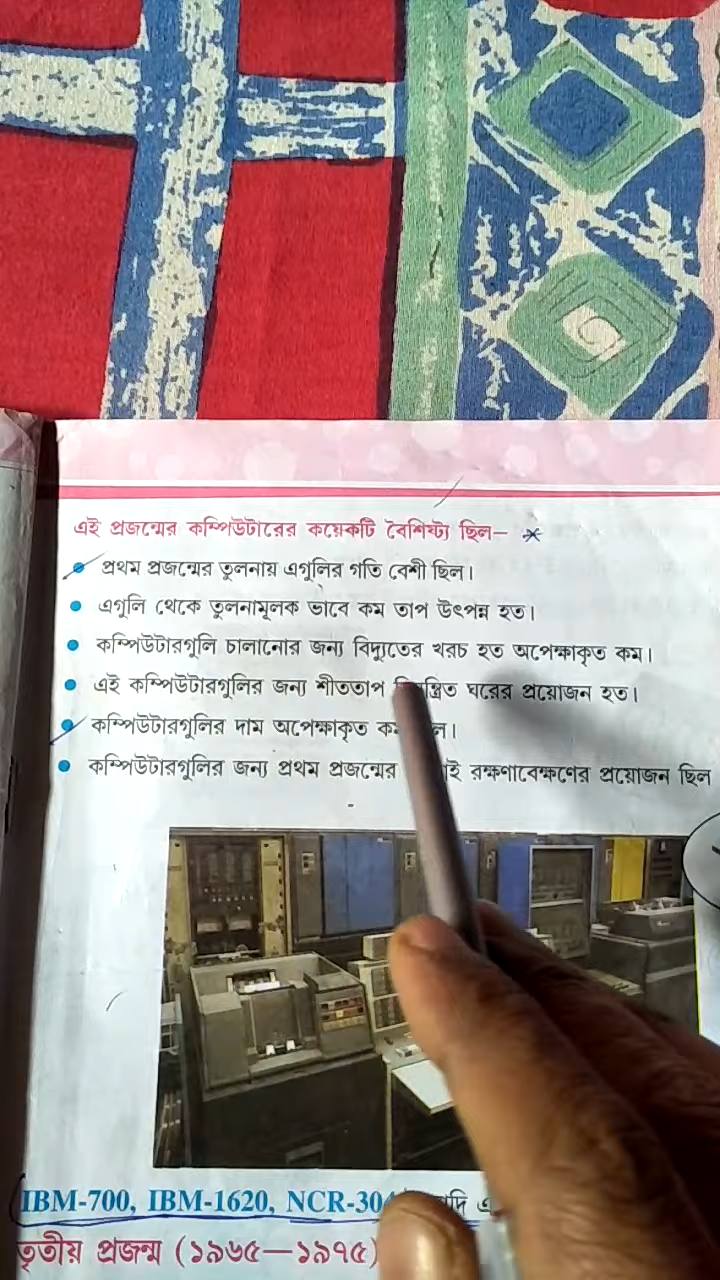 এই প্রজন্মের কম্পিউটারের কয়েকটি বৈশিষ্ট্য ছিল–
প্রথম প্রজন্মের তুলনায় এগুলির গতি বেশী ছিল।
এগুলি থেকে তুলনামূলক ভাবে কম তাপ উৎপন্ন হত।
কম্পিউটারগুলি চালানোর জন্য বিদ্যুতের খরচ হত অপেক্ষাকৃত কম।
এই কম্পিউটারগুলির জন্য শীততাপ ঘরের প্রয়োজন হত।
কম্পিউটারগুলির দাম অপেক্ষাকৃত
কম্পিউটারগুলির জন্য প্রথম প্রজন্মের রক্ষণাবেক্ষণের প্রয়োজন ছিল
IBM-700, IBM-1620,
তৃতীয় প্রজন্ম (১৯৬৫—১৯৭৫)